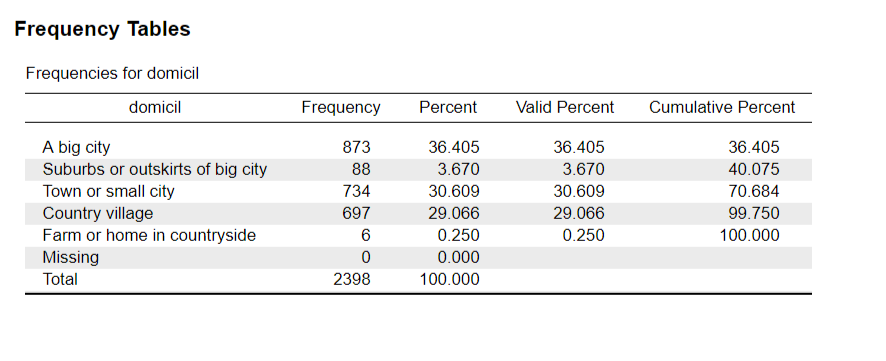 Frequency Tables
Frequencies for domicil
domicil Frequency Percent Valid Percent Cumulative Percent
A big city 873 36.405 36.405 36.405
Suburbs or outskirts of big city 88 3.670 3.670 40.075
Town or small city 734 30.609 30.609 70.684
Country village 697 29.066 29.066 99.750
Farm or home in countryside 6 0.250 0.250 100.000
Missing 0 0.000
Total 2398 100.000